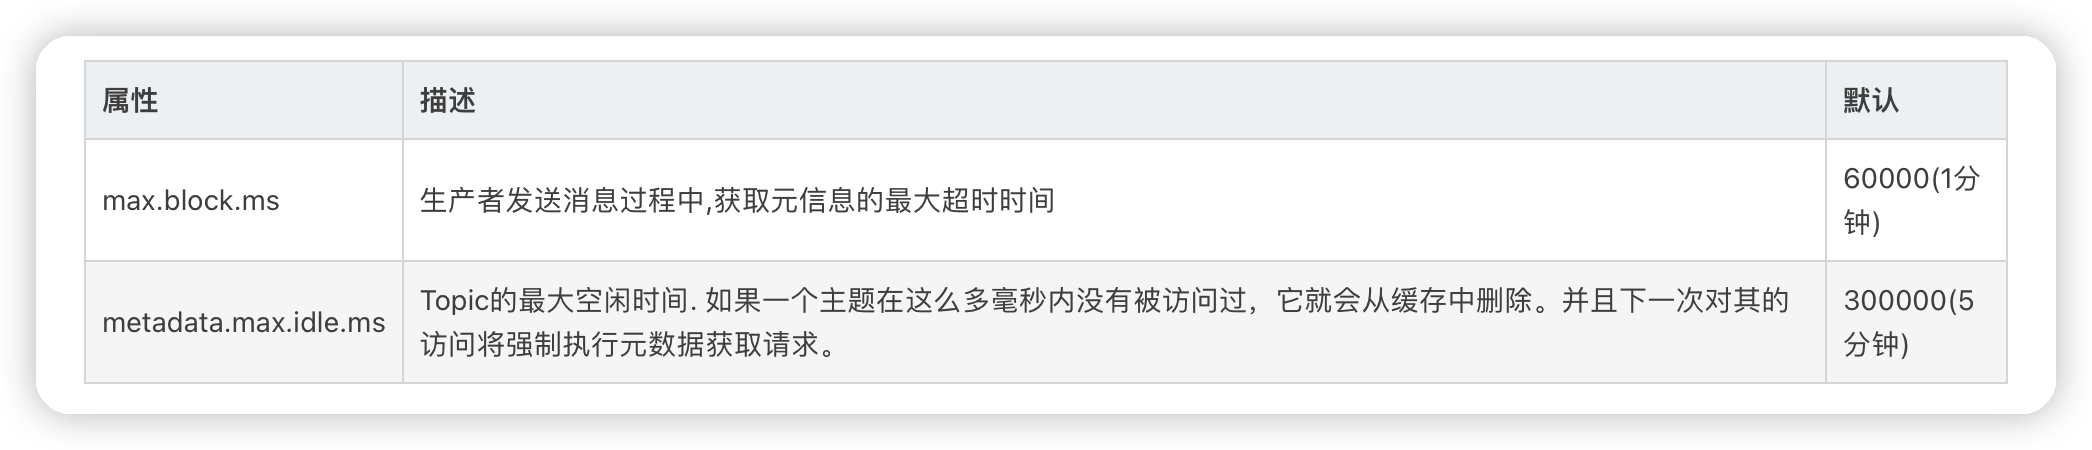 属性
描述
默认
max.block.ms
生产者发送消息过程中,获取元信息的最大超时时间
60000(1分
钟)
metadata.max.idle.ms
Topic的最大空闲时间. 如果一个主题在这么多毫秒内没有被访问过，它就会从缓存中删除。并且下一次对其的
访问将强制执行元数据获取请求。
300000(5
分钟)